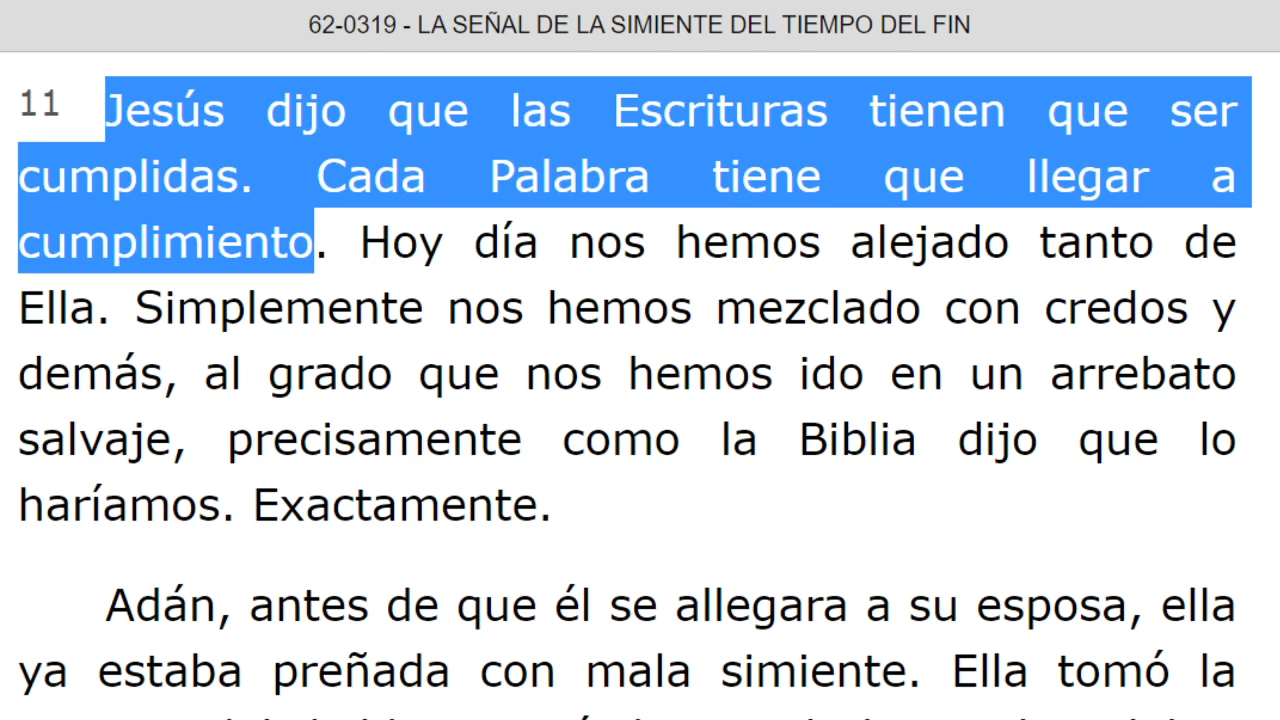 62-0319 - LA SEÑAL DE LA SIMIENTE DEL TIEMPO DEL FIN
11 Jesús dijo que las Escrituras tienen que ser
cumplidas. Cada Palabra tiene que llegar a
cumplimiento. Hoy día nos hemos alejado tanto de
Ella. Simplemente nos hemos mezclado con credos y
demás, al grado que nos hemos ido en un arrebato
salvaje, precisamente como la Biblia dijo que lo
haríamos. Exactamente.
Adán, antes de que él se allegara a su esposa, ella
ya estaba preñada con mala simiente. Ella tomó la